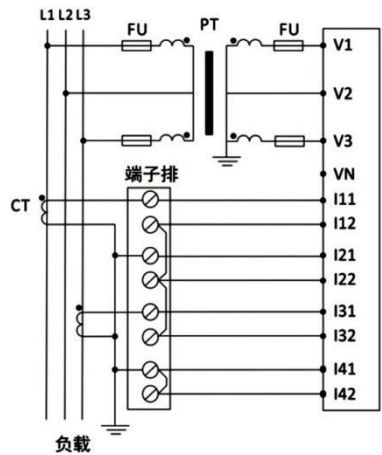 L1 L2 L3
FU
PT
FU
V1
V2
V3
VN
端子排
CT
I11
I12
I21
I22
I31
I32
I41
I42
负载